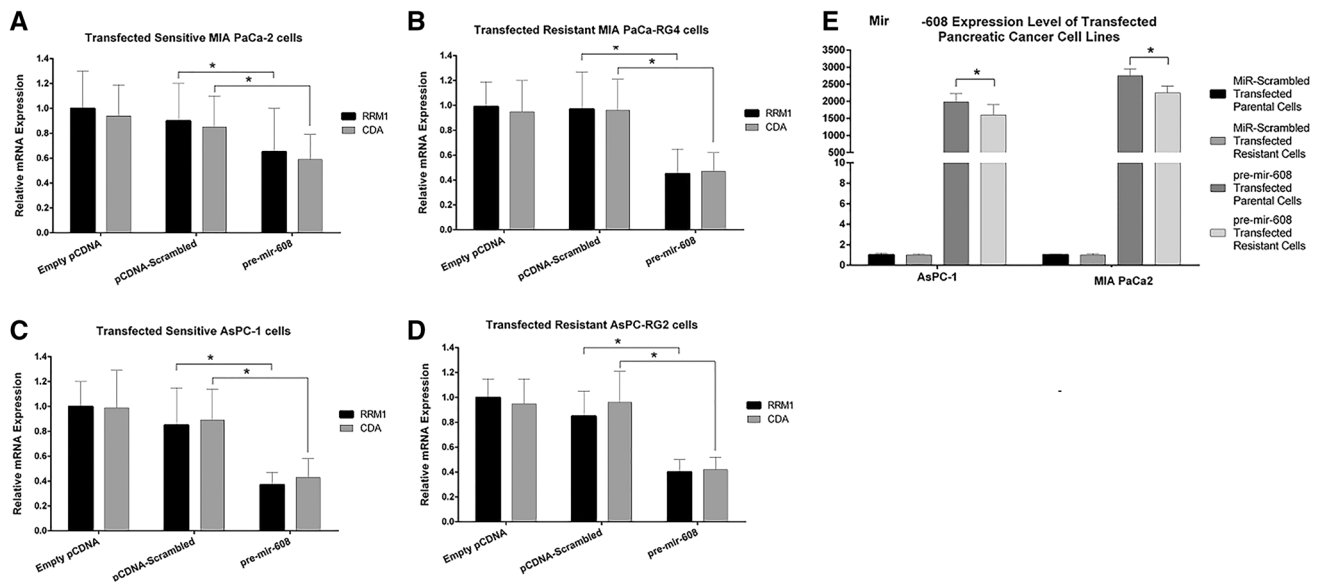 A
Transfected Sensitive MIA PaCa-2 cells
Relative mRNA Expression
1.4
1.2
1.0
0.8
0.6
0.4
0.2
0.0
*
*
RRM1
CDA
Empty pCDNA
pCDNA-Scrambled
pre-mir-608
B
Transfected Resistant MIA PaCa-RG4 cells
Relative mRNA Expression
1.4
1.2
1.0
0.8
0.6
0.4
0.2
0.0
*
*
RRM1
CDA
Empty pCDNA
pCDNA-Scrambled
pre-mir-608
E
Mir -608 Expression Level of Transfected
Pancreatic Cancer Cell Lines
3500
3000
2500
2000
1500
1000
500
10
8
6
4
2
0
*
*
AsPC-1
MIA PaCa2
MiR-Scrambled
Transfected
Parental Cells
MiR-Scrambled
Transfected
Resistant Cells
pre-mir-608
Transfected
Parental Cells
pre-mir-608
Transfected
Resistant Cells
C
Transfected Sensitive AsPC-1 cells
Relative mRNA Expression
1.4
1.2
1.0
0.8
0.6
0.4
0.2
0.0
*
*
RRM1
CDA
Empty pCDNA
pCDNA-Scrambled
pre-mir-608
D
Transfected Resistant AsPC-RG2 cells
Relative mRNA Expression
1.4
1.2
1.0
0.8
0.6
0.4
0.2
0.0
*
*
RRM1
CDA
Empty pCDNA
pCDNA-Scrambled
pre-mir-608
-